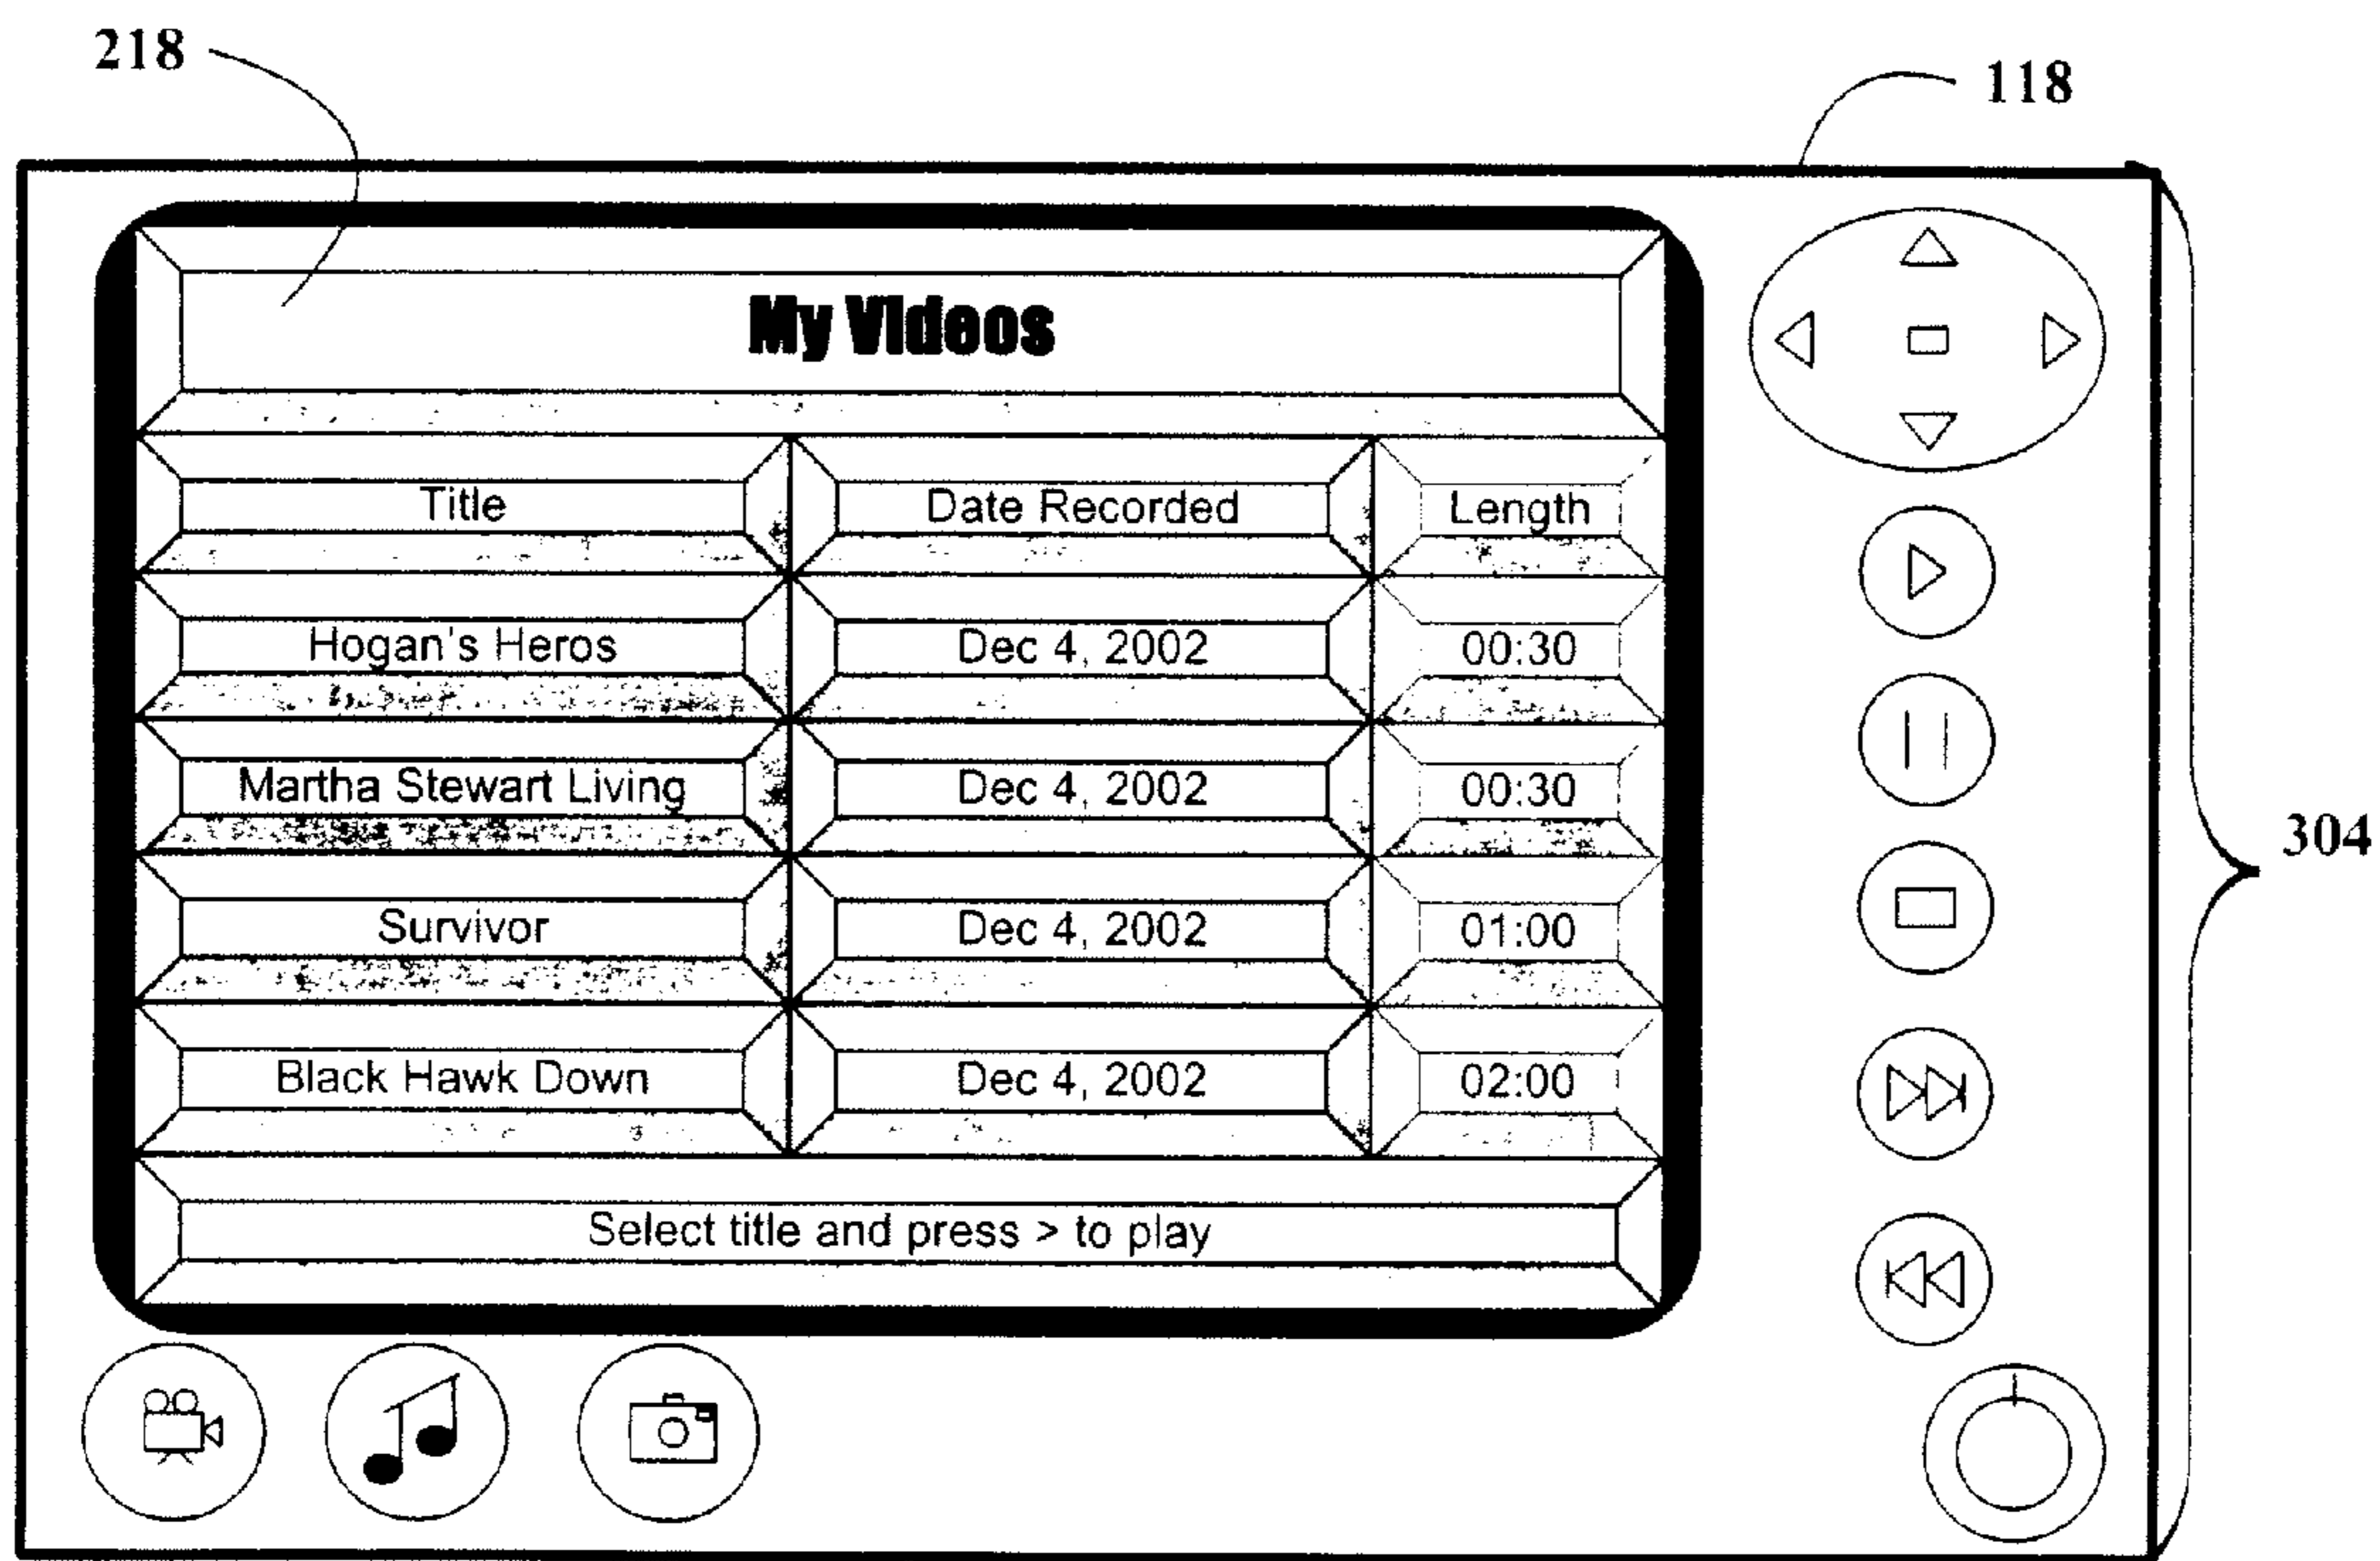 218
118
My Videos
Title Date Recorded Length
Hogan's Heros Dec 4, 2002 00:30
Martha Stewart Living Dec 4, 2002 00:30
304
Survivor Dec 4, 2002 01:00
Black Hawk Down Dec 4, 2002 02:00
Select title and press > to play